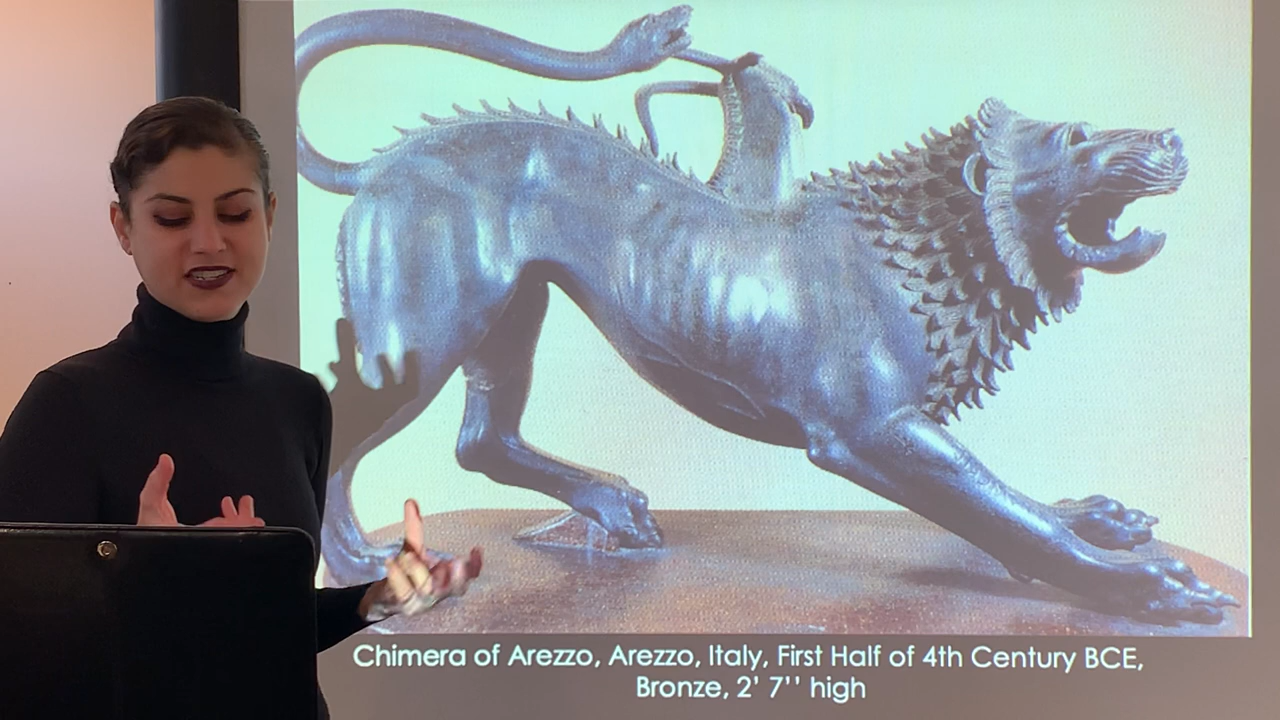 Chimera of Arezzo, Arezzo, Italy, First Half of 4th Century BCE,
Bronze, 2' 7'' high